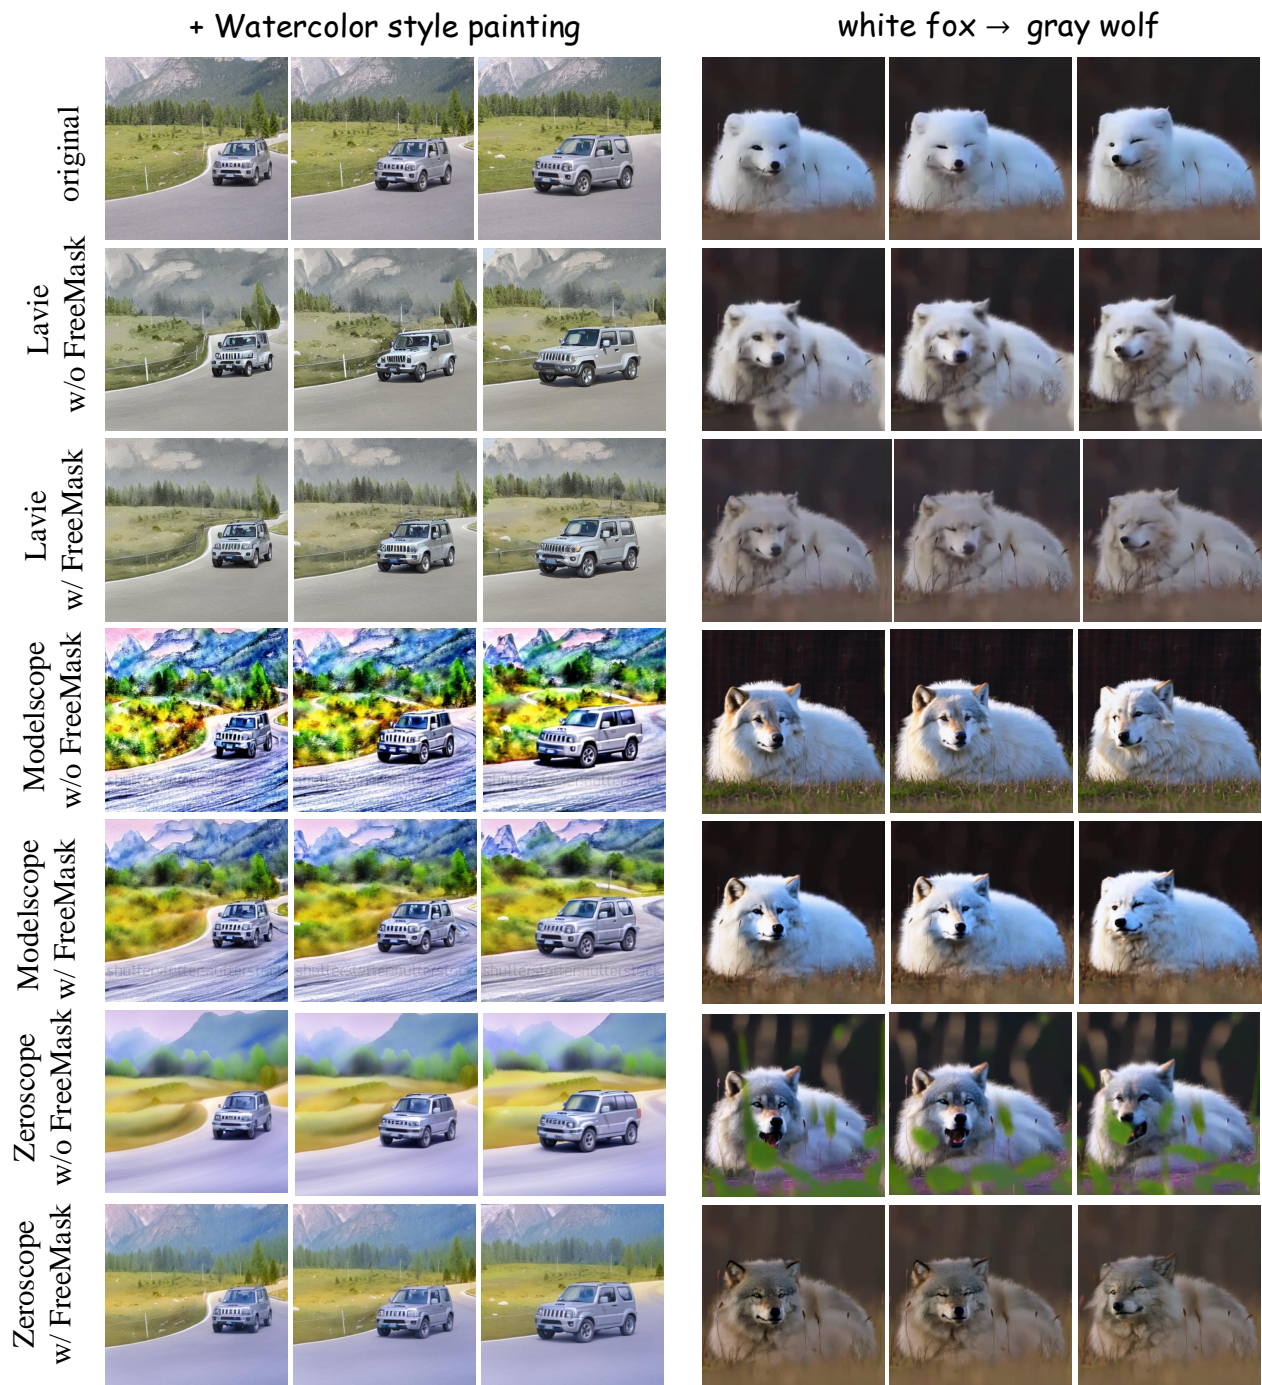 + Watercolor style painting
white fox → gray wolf
original
Lavie
w/o FreeMask
Lavie
w/ FreeMask
Modelscope
w/o FreeMask
Modelscope
w/ FreeMask
Zeroscope
w/o FreeMask
Zeroscope
w/ FreeMask